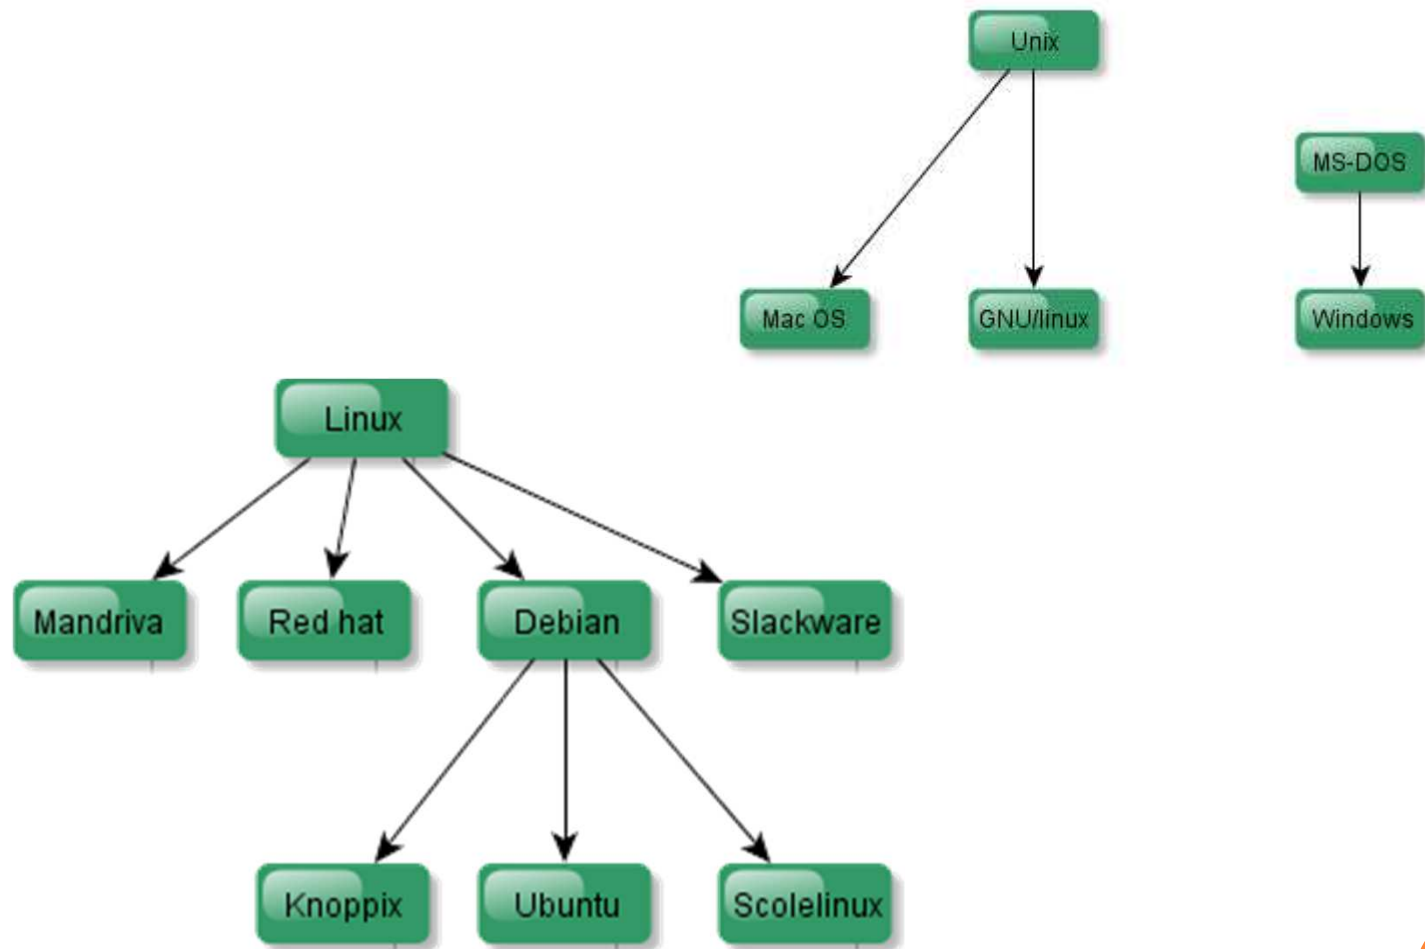 Unix
MS-DOS
Mac OS
GNU/linux
Windows
Linux
Mandriva
Red hat
Debian
Slackware
Knoppix
Ubuntu
Scolelinux